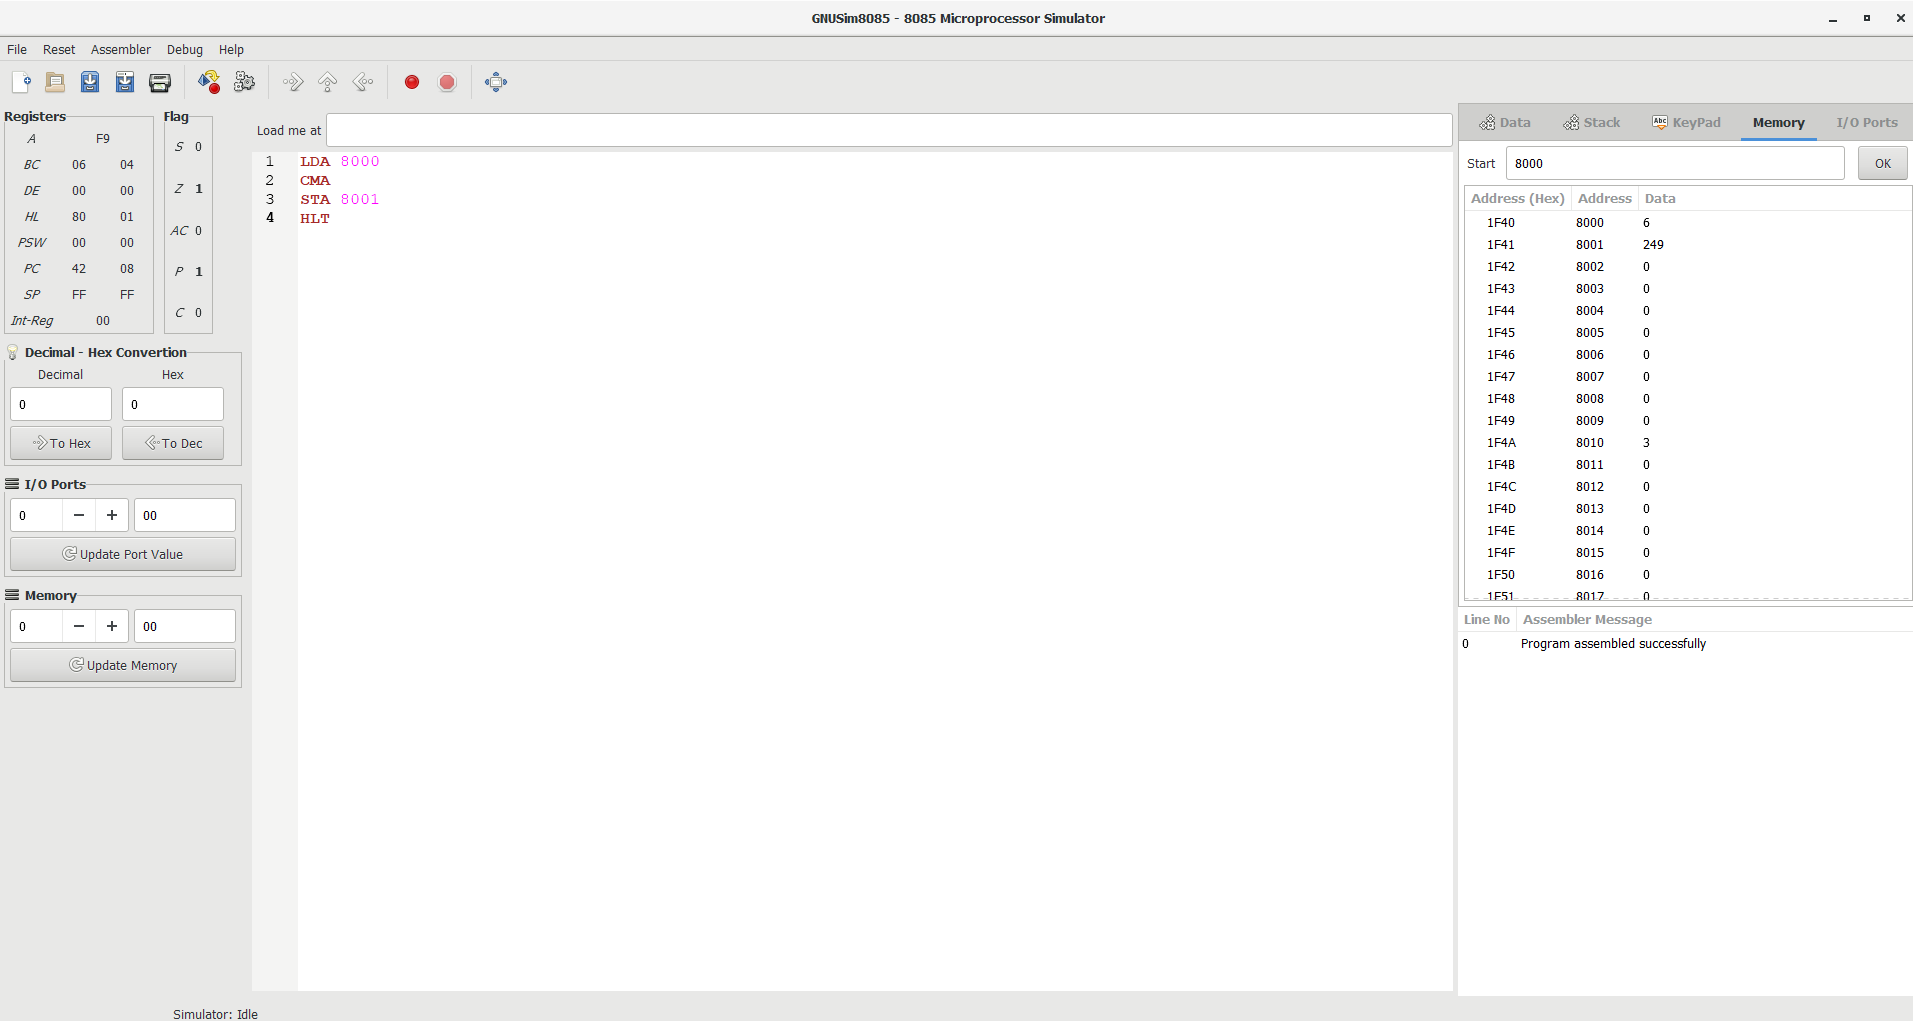 GNUSim8085 - 8085 Microprocessor Simulator
File Reset Assembler Debug Help
Registers
A F9
BC 06 04
DE 00 00
HL 80 01
PSW 00 00
PC 42 08
SP FF FF
Int-Reg 00
Flag
S 0
Z 1
AC 0
P 1
C 0
Decimal - Hex Convertion
Decimal Hex
0 0
To Hex To Dec
I/O Ports
0 − + 00
Update Port Value
Memory
0 − + 00
Update Memory
Load me at
1 LDA 8000
2 CMA
3 STA 8001
4 HLT
Data Stack Abc KeyPad Memory I/O Ports
Start 8000 OK
Address (Hex) Address Data
1F40 8000 6
1F41 8001 249
1F42 8002 0
1F43 8003 0
1F44 8004 0
1F45 8005 0
1F46 8006 0
1F47 8007 0
1F48 8008 0
1F49 8009 0
1F4A 8010 3
1F4B 8011 0
1F4C 8012 0
1F4D 8013 0
1F4E 8014 0
1F4F 8015 0
1F50 8016 0
1F51 8017 0
Line No Assembler Message
0 Program assembled successfully
Simulator: Idle